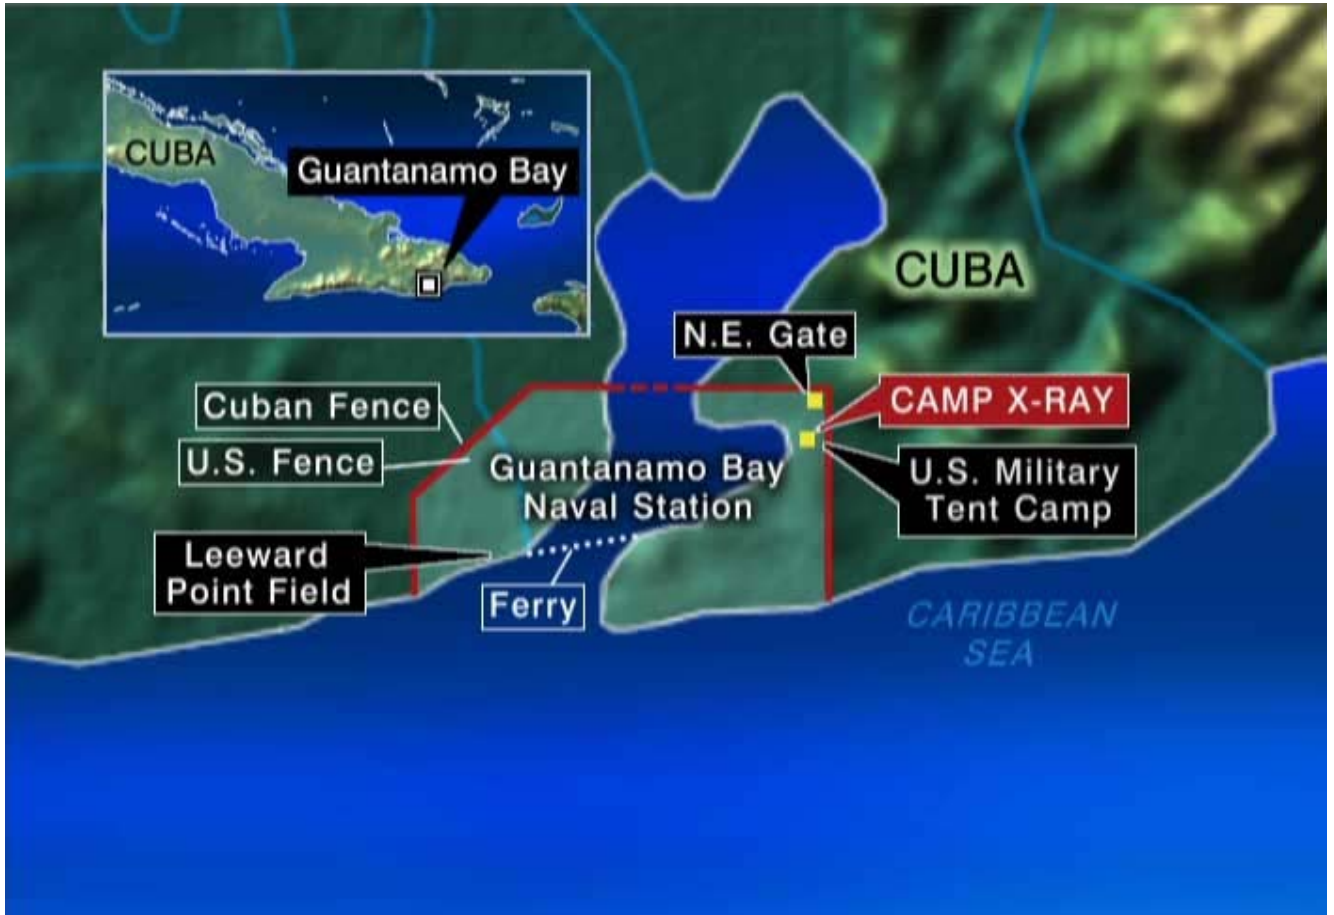 CUBA
Guantanamo Bay
CUBA
N.E. Gate
Cuban Fence
CAMP X-RAY
U.S. Fence
Guantanamo Bay
Naval Station
U.S. Military
Tent Camp
Leeward
Point Field
Ferry
CARIBBEAN
SEA